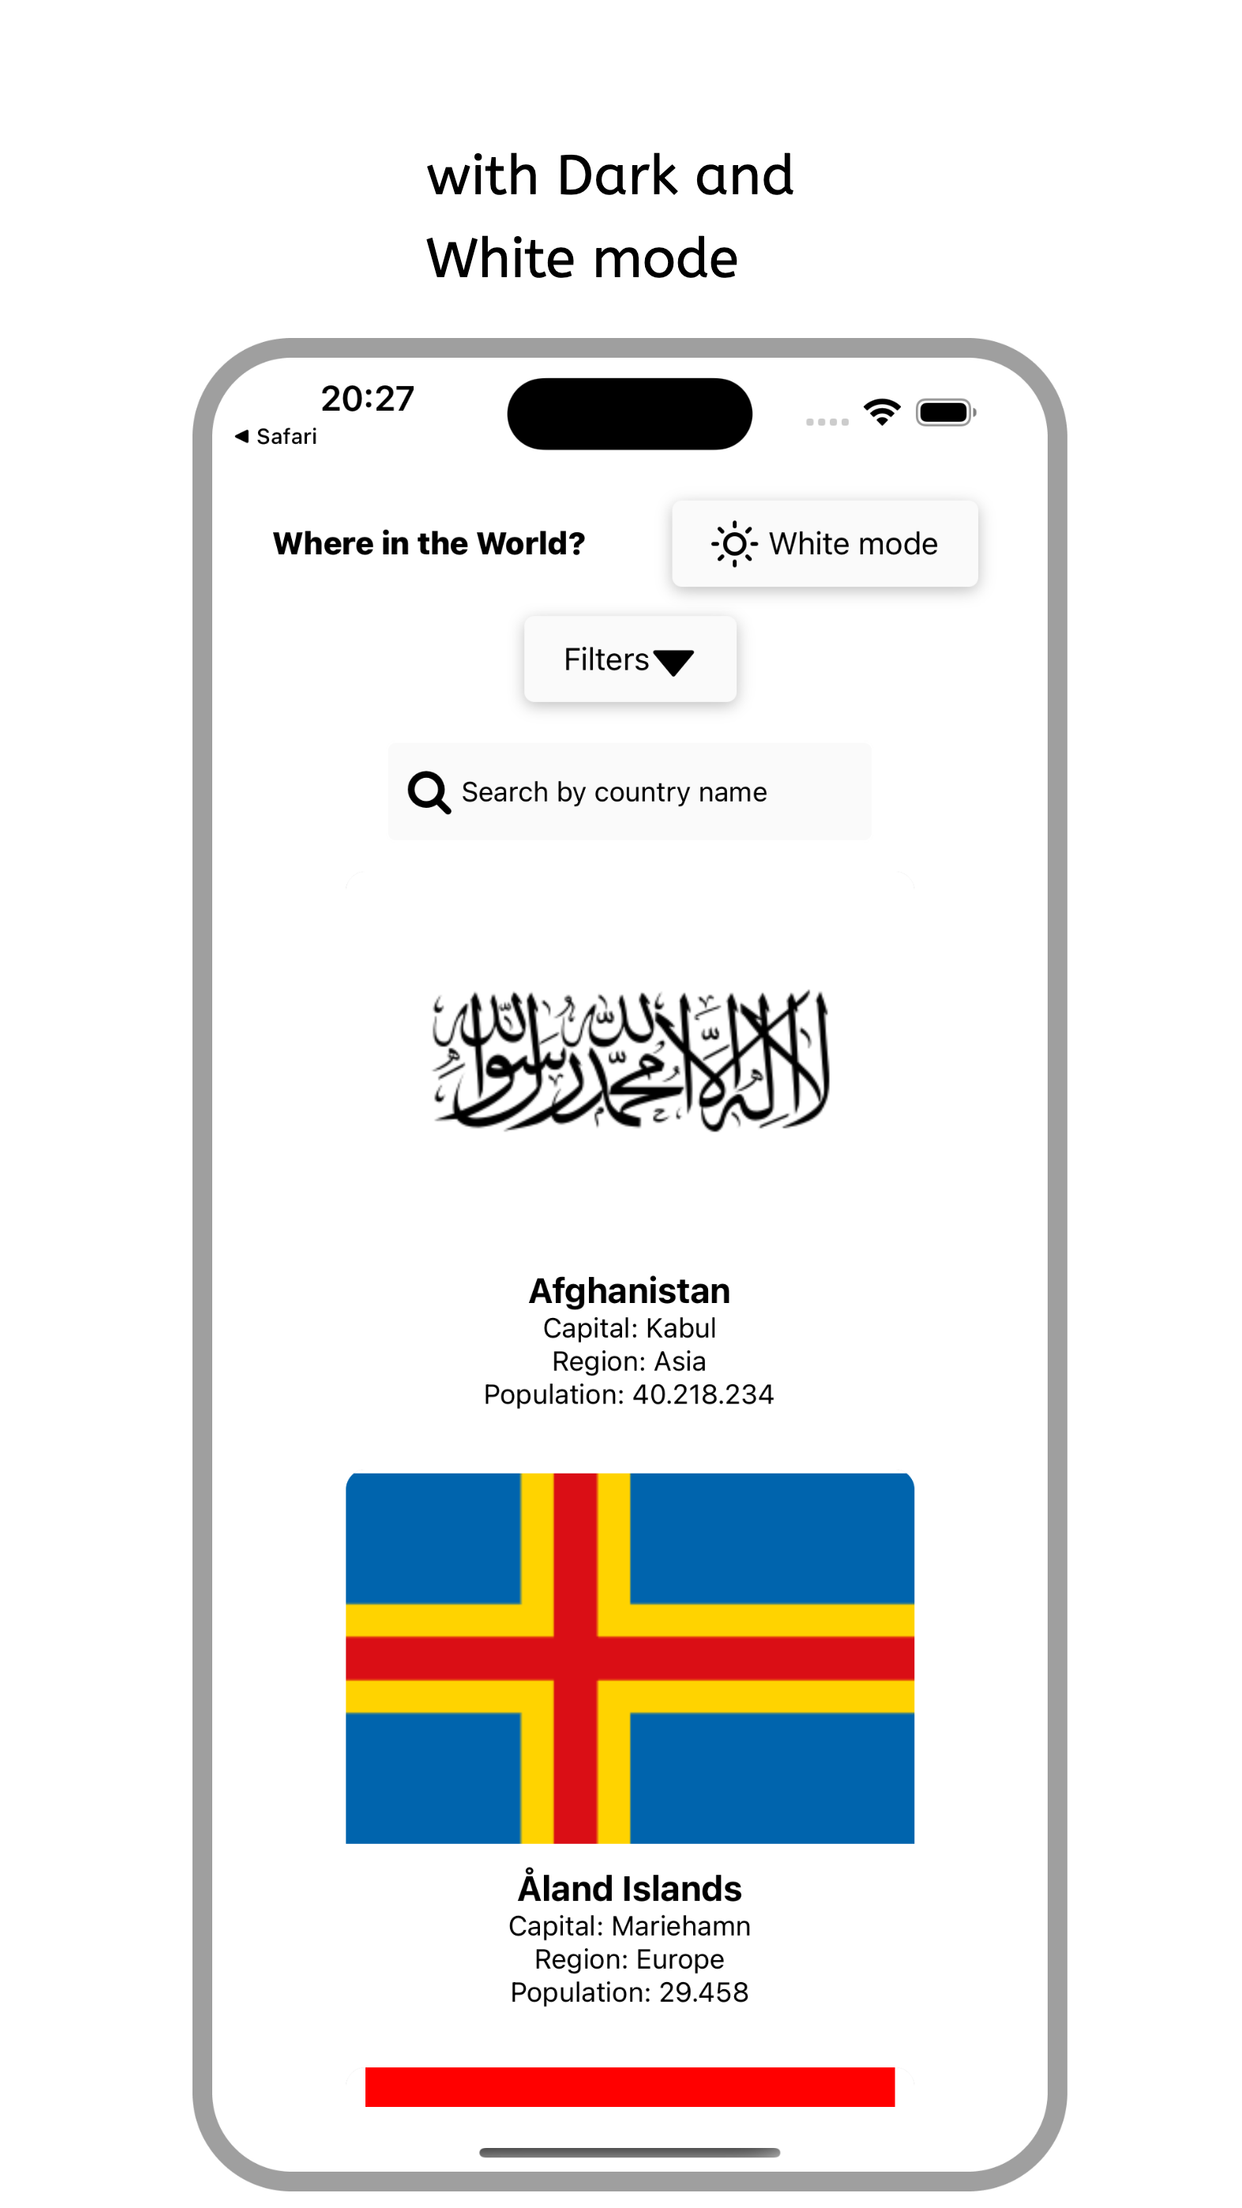 with Dark and
White mode
20:27
Safari
Where in the World?
White mode
Filters
Search by country name
لا إله إلا الله محمد رسول الله
Afghanistan
Capital: Kabul
Region: Asia
Population: 40.218.234
Åland Islands
Capital: Mariehamn
Region: Europe
Population: 29.458